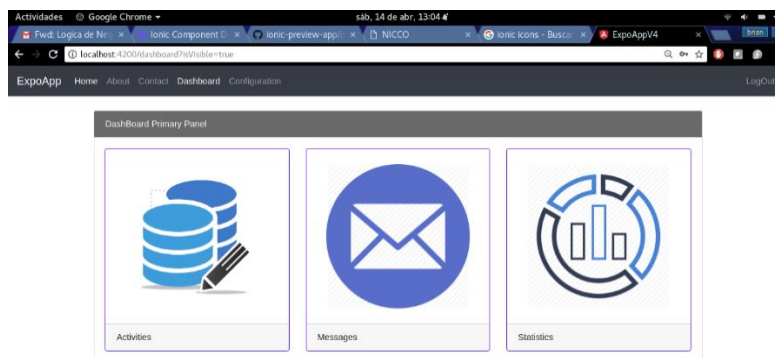 Actividades Google Chrome sáb, 14 de abr, 13:04
Fwd: Logica de Neg Ionic Component D ionic-preview-app/ NICCO ionic icons - Buscar ExpoAppV4 brian
localhost:4200/dashboard?isVisible=true
ExpoApp Home About Contact Dashboard Configuration LogOut
DashBoard Primary Panel
Activities Messages Statistics